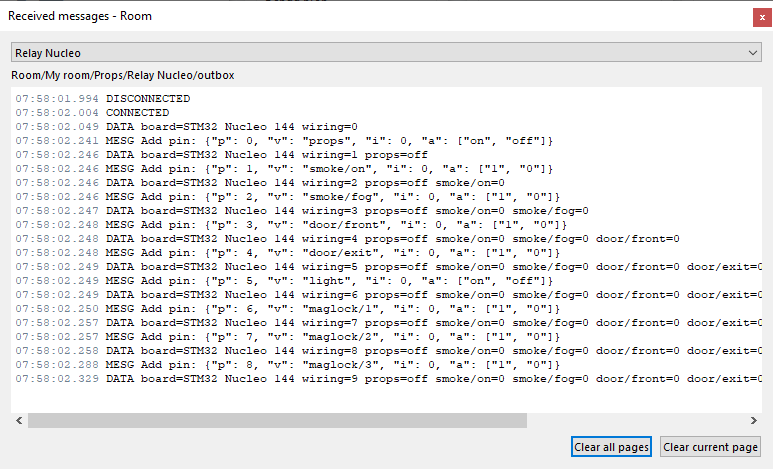 Received messages - Room
Relay Nucleo
Room/My room/Props/Relay Nucleo/outbox
07:58:01.994 DISCONNECTED
07:58:02.004 CONNECTED
07:58:02.049 DATA board=STM32 Nucleo 144 wiring=0
07:58:02.241 MESG Add pin: {"p": 0, "v": "props", "i": 0, "a": ["on", "off"]}
07:58:02.246 DATA board=STM32 Nucleo 144 wiring=1 props=off
07:58:02.246 MESG Add pin: {"p": 1, "v": "smoke/on", "i": 0, "a": ["1", "0"]}
07:58:02.246 DATA board=STM32 Nucleo 144 wiring=2 props=off smoke/on=0
07:58:02.246 MESG Add pin: {"p": 2, "v": "smoke/fog", "i": 0, "a": ["1", "0"]}
07:58:02.247 DATA board=STM32 Nucleo 144 wiring=3 props=off smoke/on=0 smoke/fog=0
07:58:02.248 MESG Add pin: {"p": 3, "v": "door/front", "i": 0, "a": ["1", "0"]}
07:58:02.248 DATA board=STM32 Nucleo 144 wiring=4 props=off smoke/on=0 smoke/fog=0 door/front=0
07:58:02.248 MESG Add pin: {"p": 4, "v": "door/exit", "i": 0, "a": ["1", "0"]}
07:58:02.249 DATA board=STM32 Nucleo 144 wiring=5 props=off smoke/on=0 smoke/fog=0 door/front=0 door/exit=0
07:58:02.249 MESG Add pin: {"p": 5, "v": "light", "i": 0, "a": ["on", "off"]}
07:58:02.249 DATA board=STM32 Nucleo 144 wiring=6 props=off smoke/on=0 smoke/fog=0 door/front=0 door/exit=0
07:58:02.250 MESG Add pin: {"p": 6, "v": "maglock/1", "i": 0, "a": ["1", "0"]}
07:58:02.257 DATA board=STM32 Nucleo 144 wiring=7 props=off smoke/on=0 smoke/fog=0 door/front=0 door/exit=0
07:58:02.257 MESG Add pin: {"p": 7, "v": "maglock/2", "i": 0, "a": ["1", "0"]}
07:58:02.258 DATA board=STM32 Nucleo 144 wiring=8 props=off smoke/on=0 smoke/fog=0 door/front=0 door/exit=0
07:58:02.288 MESG Add pin: {"p": 8, "v": "maglock/3", "i": 0, "a": ["1", "0"]}
07:58:02.329 DATA board=STM32 Nucleo 144 wiring=9 props=off smoke/on=0 smoke/fog=0 door/front=0 door/exit=0
Clear all pages
Clear current page